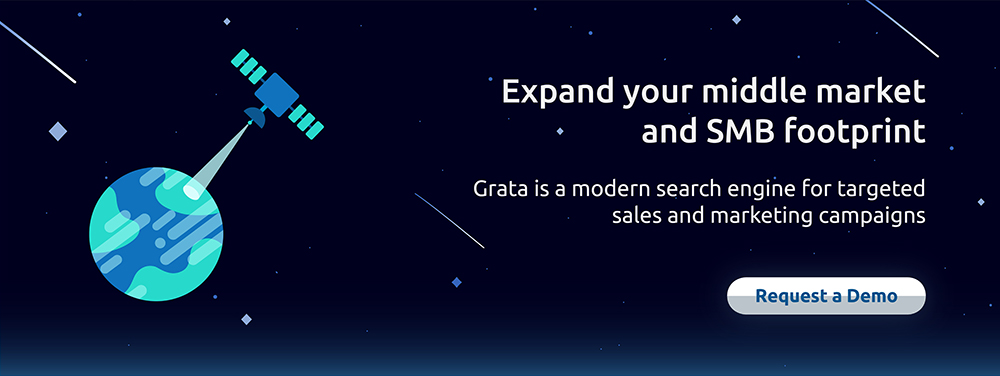 Expand your middle market
and SMB footprint
Grata is a modern search engine for targeted
sales and marketing campaigns
Request a Demo